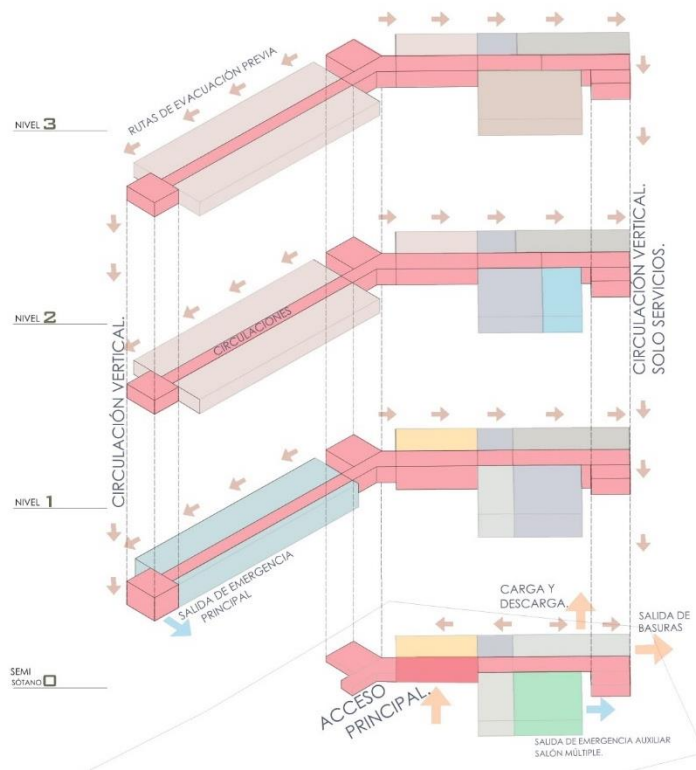 RUTAS DE EVACUACIÓN PREVIA
NIVEL 3
NIVEL 2
CIRCULACIONES
CIRCULACIÓN VERTICAL.
CIRCULACIÓN VERTICAL.
SOLO SERVICIOS.
NIVEL 1
SALIDA DE EMERGENCIA
PRINCIPAL
CARGA Y
DESCARGA.
SALIDA DE
BASURAS
SEMI
SÓTANO 0
ACCESO
PRINCIPAL.
SALIDA DE EMERGENCIA AUXILIAR
SALÓN MÚLTIPLE.